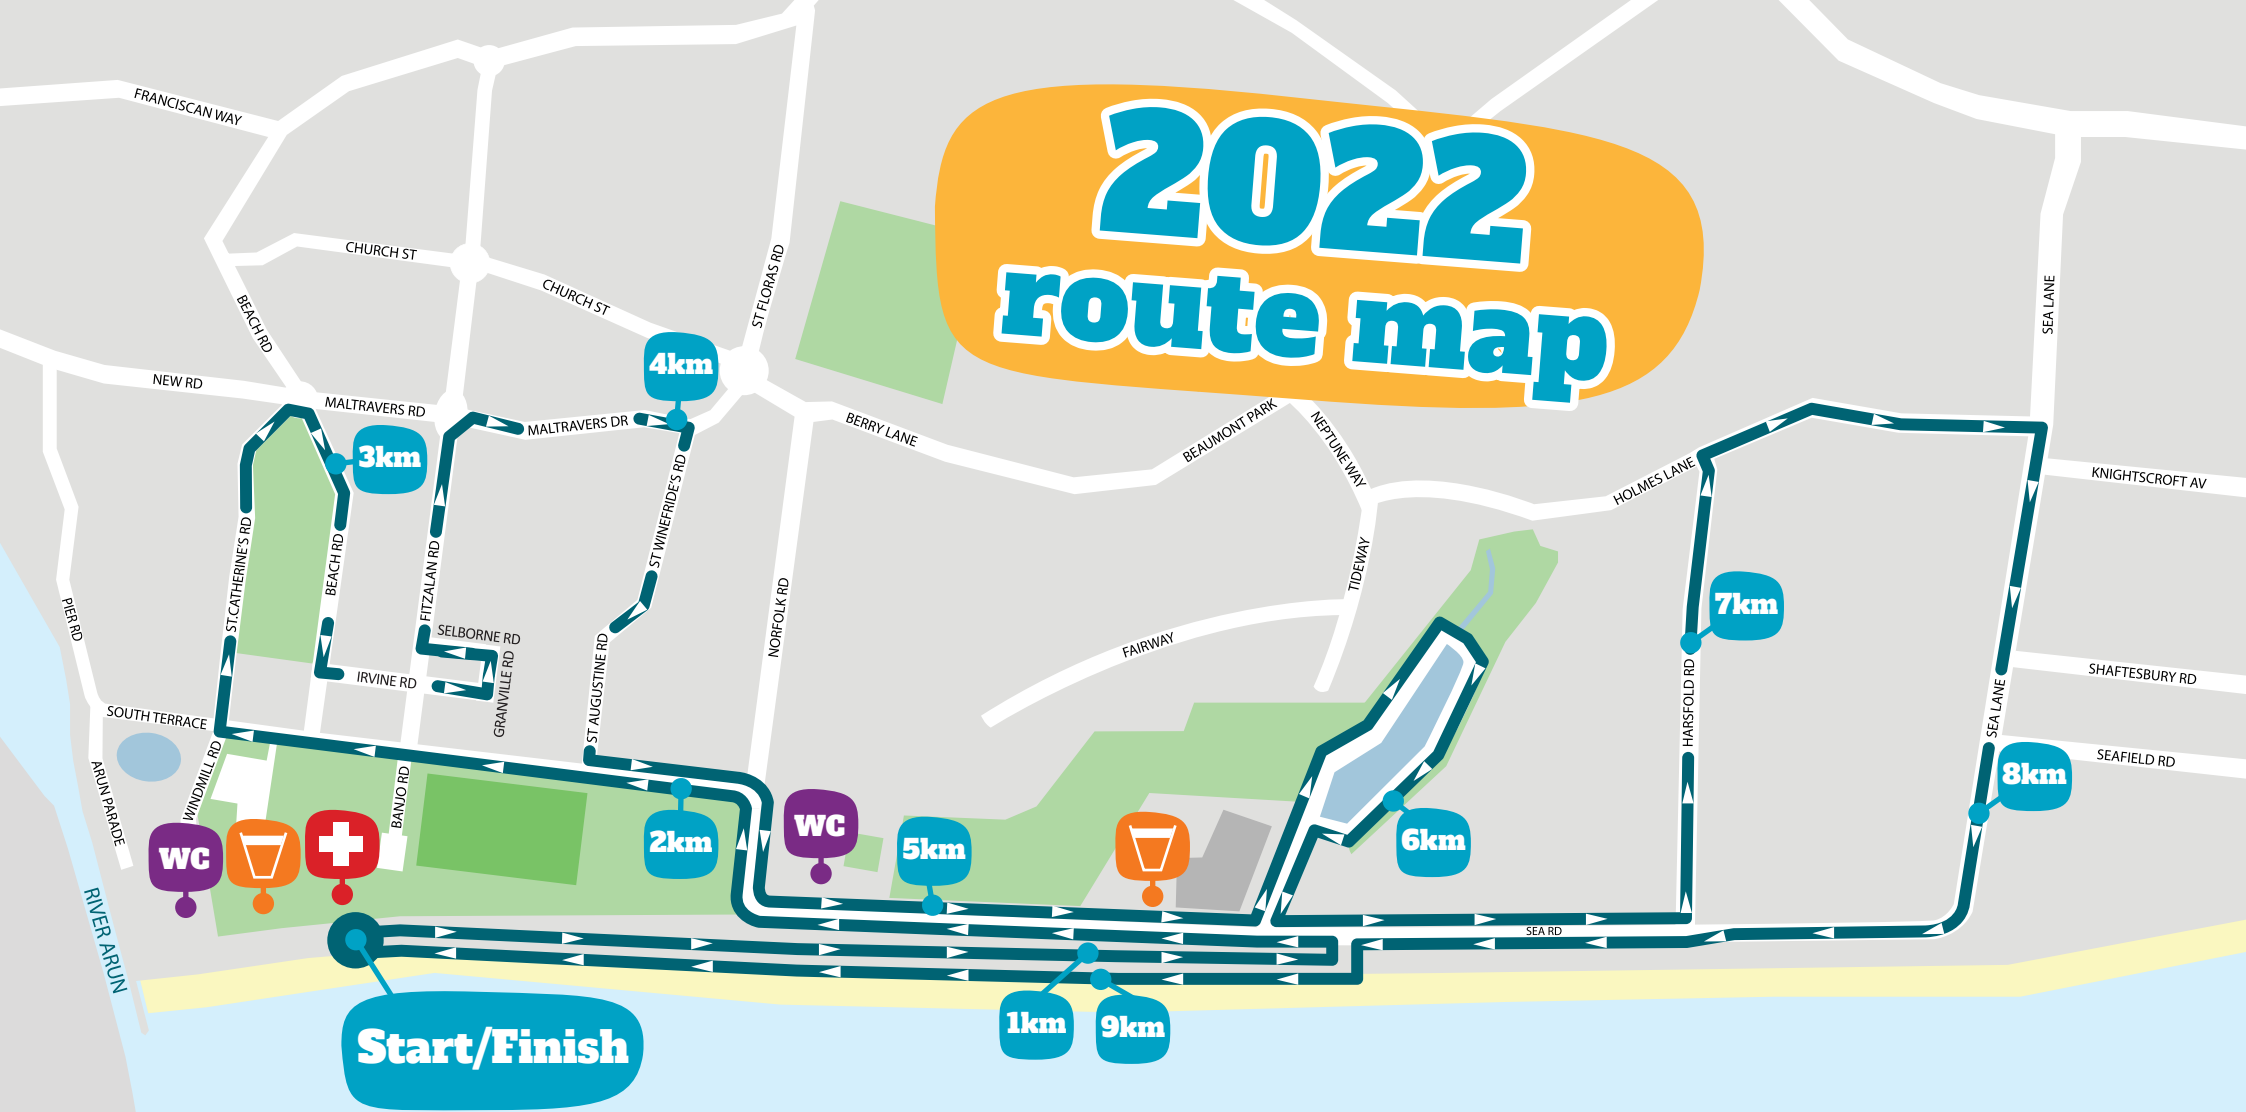 2022
route map
FRANCISCAN WAY
CHURCH ST
CHURCH ST
ST FLORAS RD
BEACH RD
SEA LANE
NEW RD
MALTRAVERS RD
4km
MALTRAVERS DR
BERRY LANE
BEAUMONT PARK
NEPTUNE WAY
3km
HOLMES LANE
KNIGHTSCROFT AV
ST.CATHERINE'S RD
BEACH RD
FITZALAN RD
ST WINEFRIDE'S RD
NORFOLK RD
TIDEWAY
7km
PIER RD
SELBORNE RD
FAIRWAY
IRVINE RD
GRANVILLE RD
ST AUGUSTINE RD
HARSFOLD RD
SEA LANE
SHAFTESBURY RD
SOUTH TERRACE
SEAFIELD RD
8km
ARUN PARADE
WINDMILL RD
BANJO RD
2km
WC
WC
5km
6km
RIVER ARUN
SEA RD
1km
9km
Start/Finish